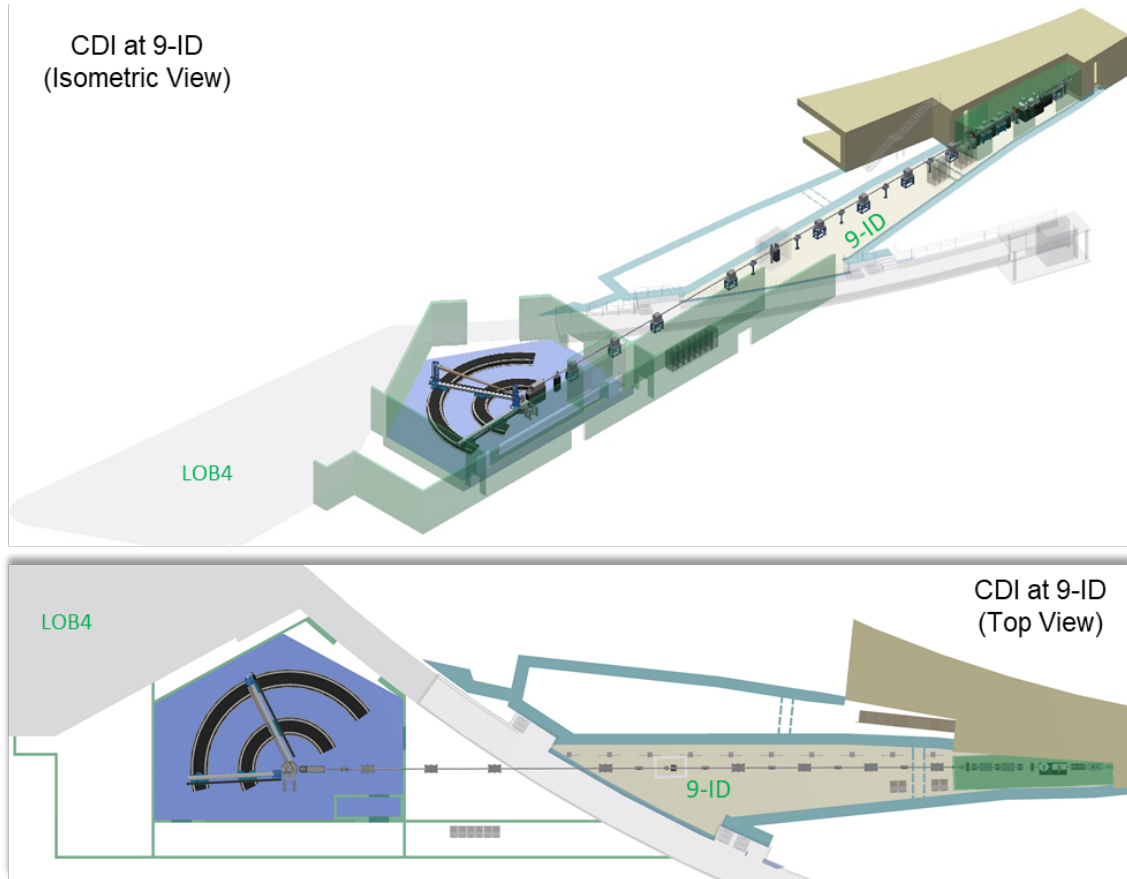 CDI at 9-ID
(Isometric View)
9-ID
LOB4
CDI at 9-ID
(Top View)
LOB4
9-ID